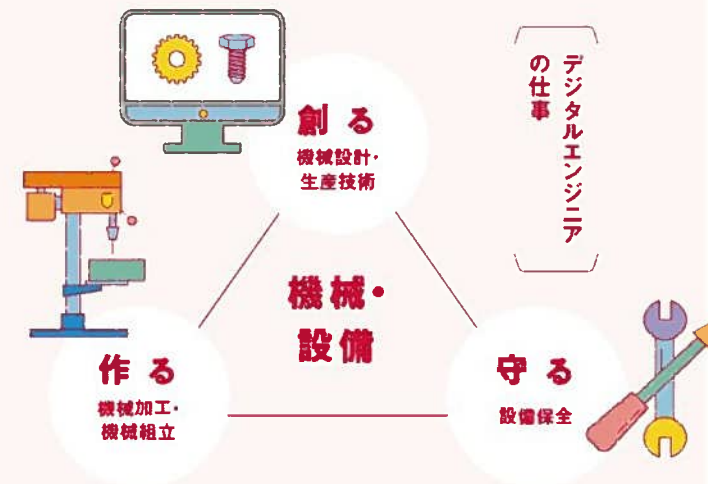 デジタルエンジニア
の仕事
創る
機械設計・
生産技術
機械・
設備
作る
機械加工・
機械組立
守る
設備保全